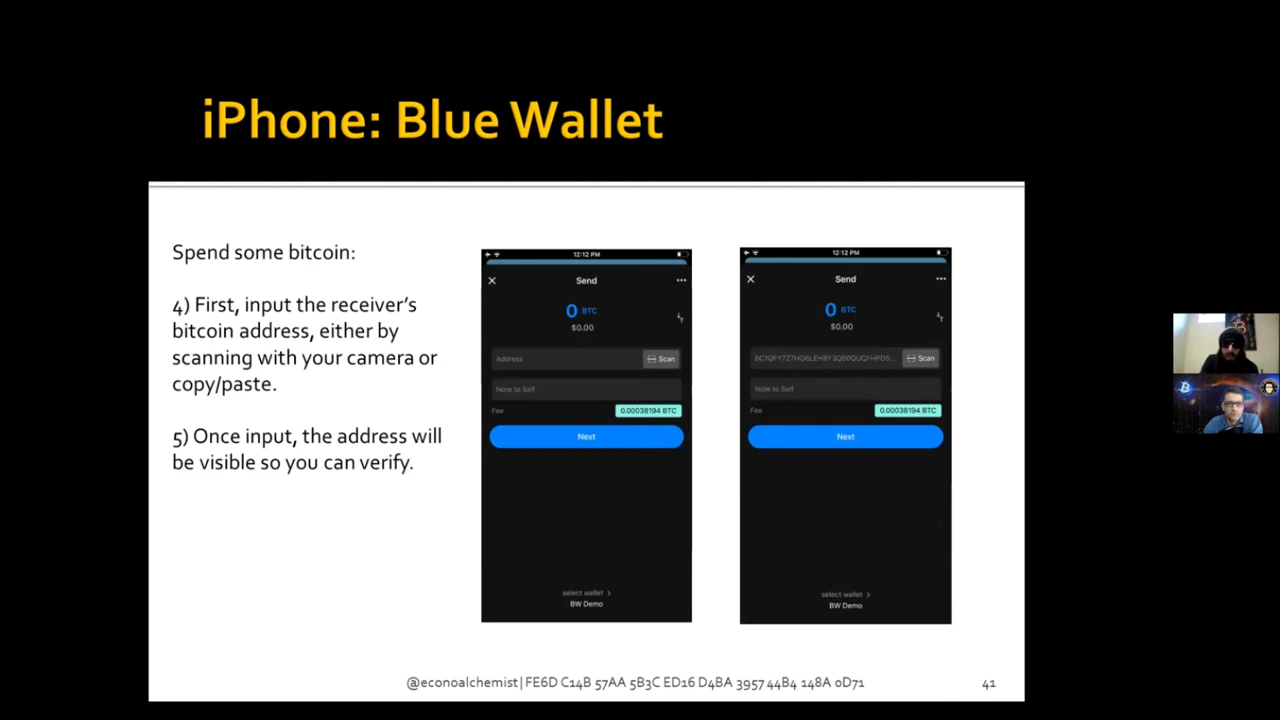 iPhone: Blue Wallet
Spend some bitcoin:
4) First, input the receiver's
bitcoin address, either by
scanning with your camera or
copy/paste.
5) Once input, the address will
be visible so you can verify.
12:12 PM
Send
0 BTC
$0.00
Address
Scan
Note to Self
Fee
0.00038194 BTC
Next
select wallet >
BW Demo
12:12 PM
Send
0 BTC
$0.00
Scan
Note to Self
Fee
0.00038194 BTC
Next
select wallet >
BW Demo
@econoalchemist| FE6D C14B 57AA 5B3C ED16 D4BA 3957 44B4 148A 0D71
41